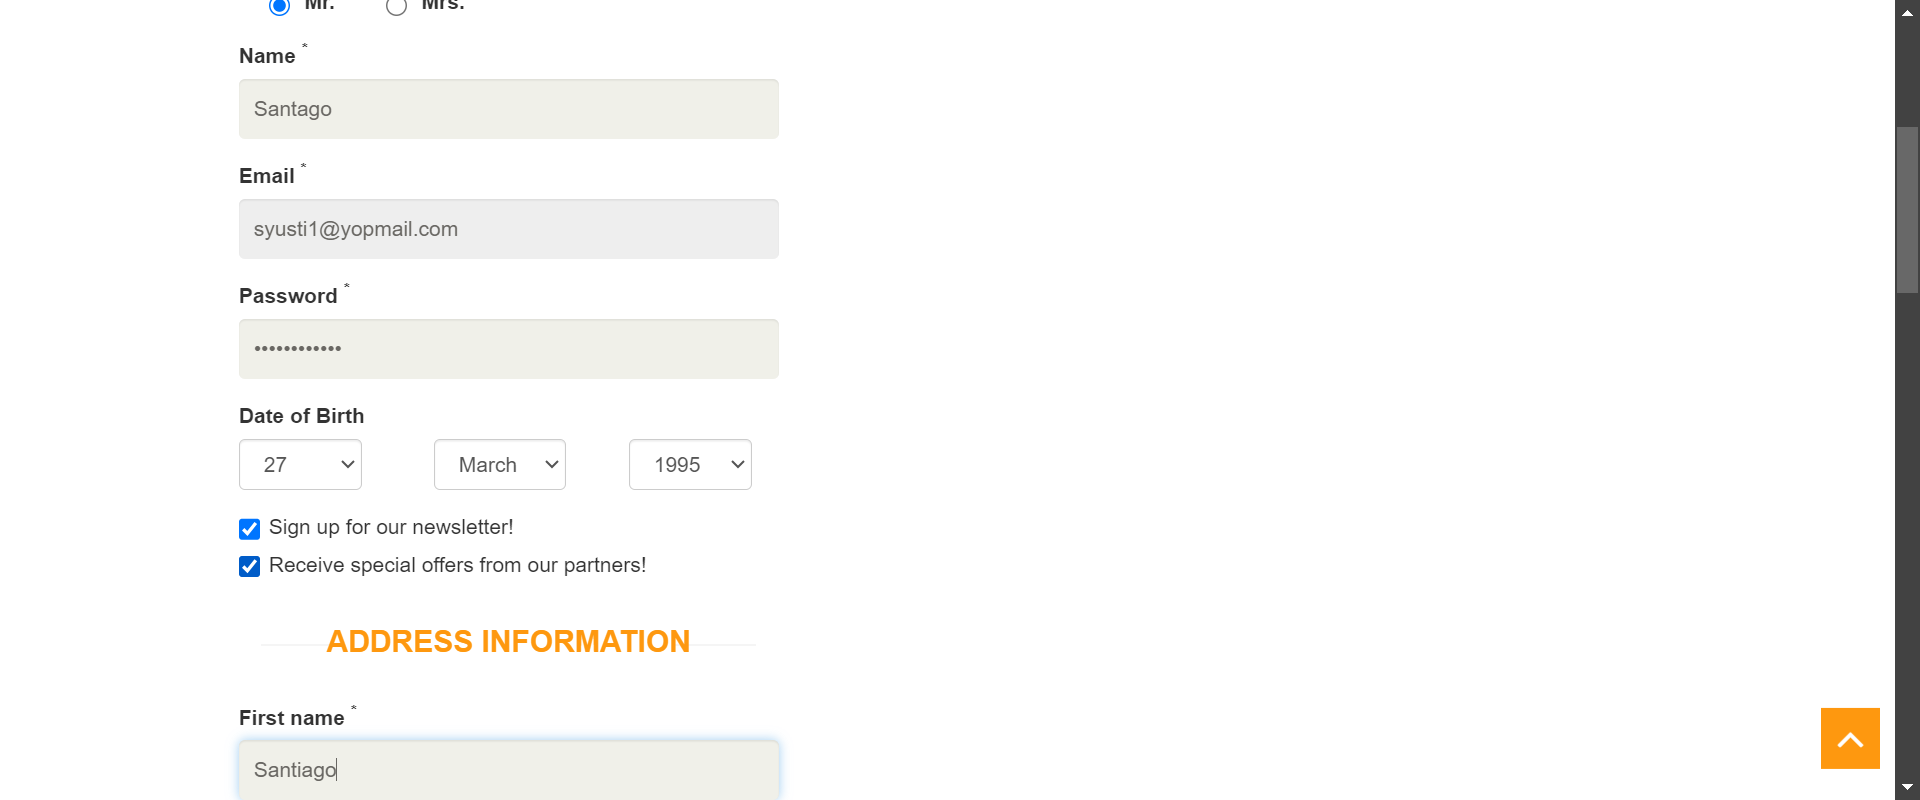 Mr. Mrs.
Name *
Santago
Email *
syusti1@yopmail.com
Password *
••••••••••••
Date of Birth
27 March 1995
Sign up for our newsletter!
Receive special offers from our partners!
ADDRESS INFORMATION
First name *
Santiago